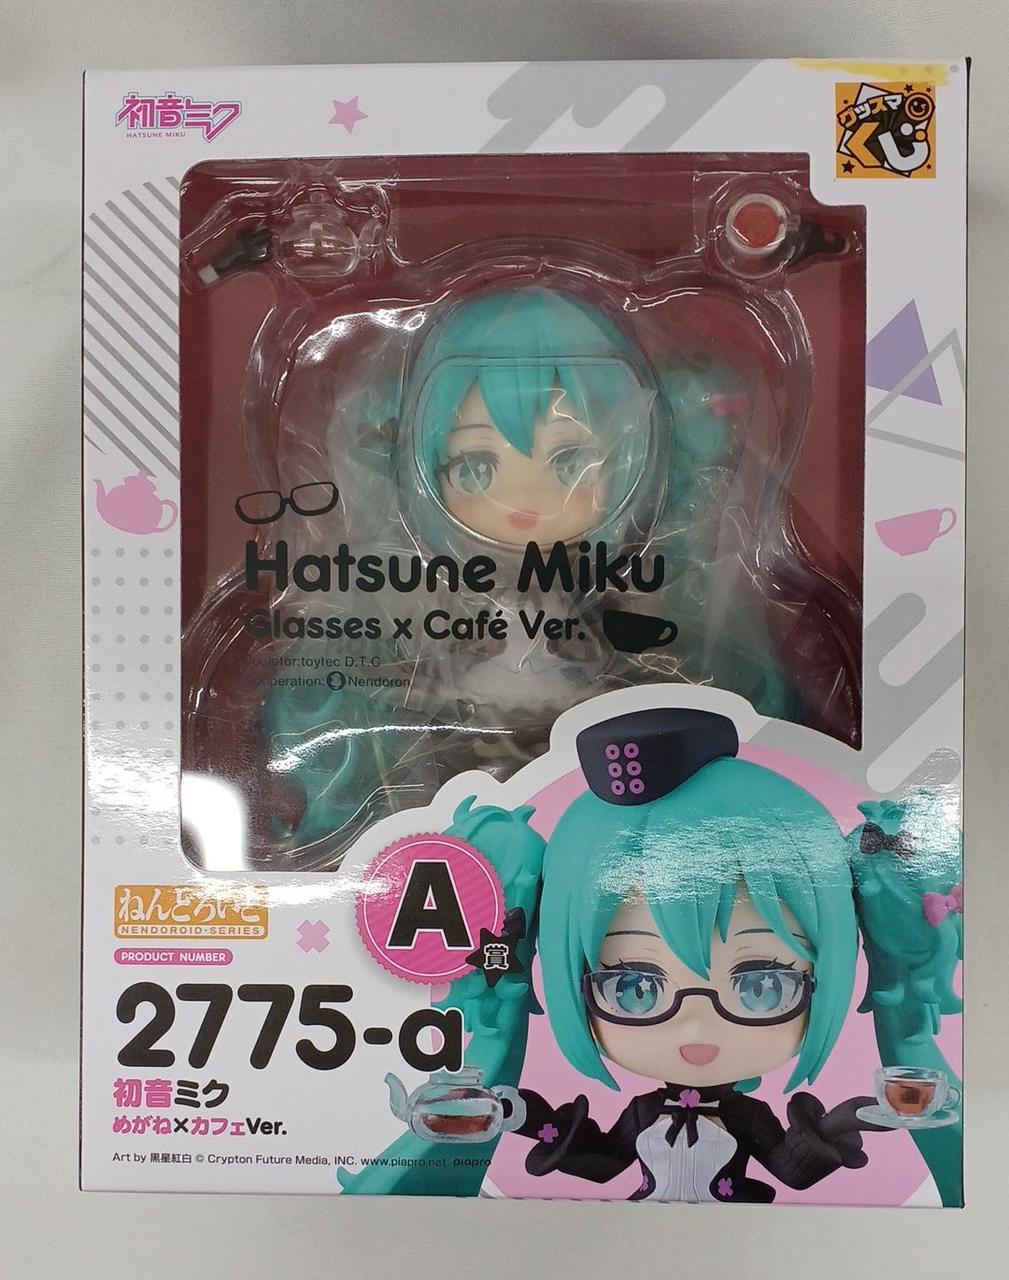 初音ミク
HATSUNE MIKU
グッスマ
くじ
Hatsune Miku
Glasses x Café Ver.
Sculptor:toytec D.T.C
Cooperation: Nendoron
A
賞
ねんどろいど
NENDOROID・SERIES
PRODUCT NUMBER
2775-a
初音ミク
めがね×カフェVer.
Art by 黒星紅白 © Crypton Future Media, INC. www.piapro.net piapro